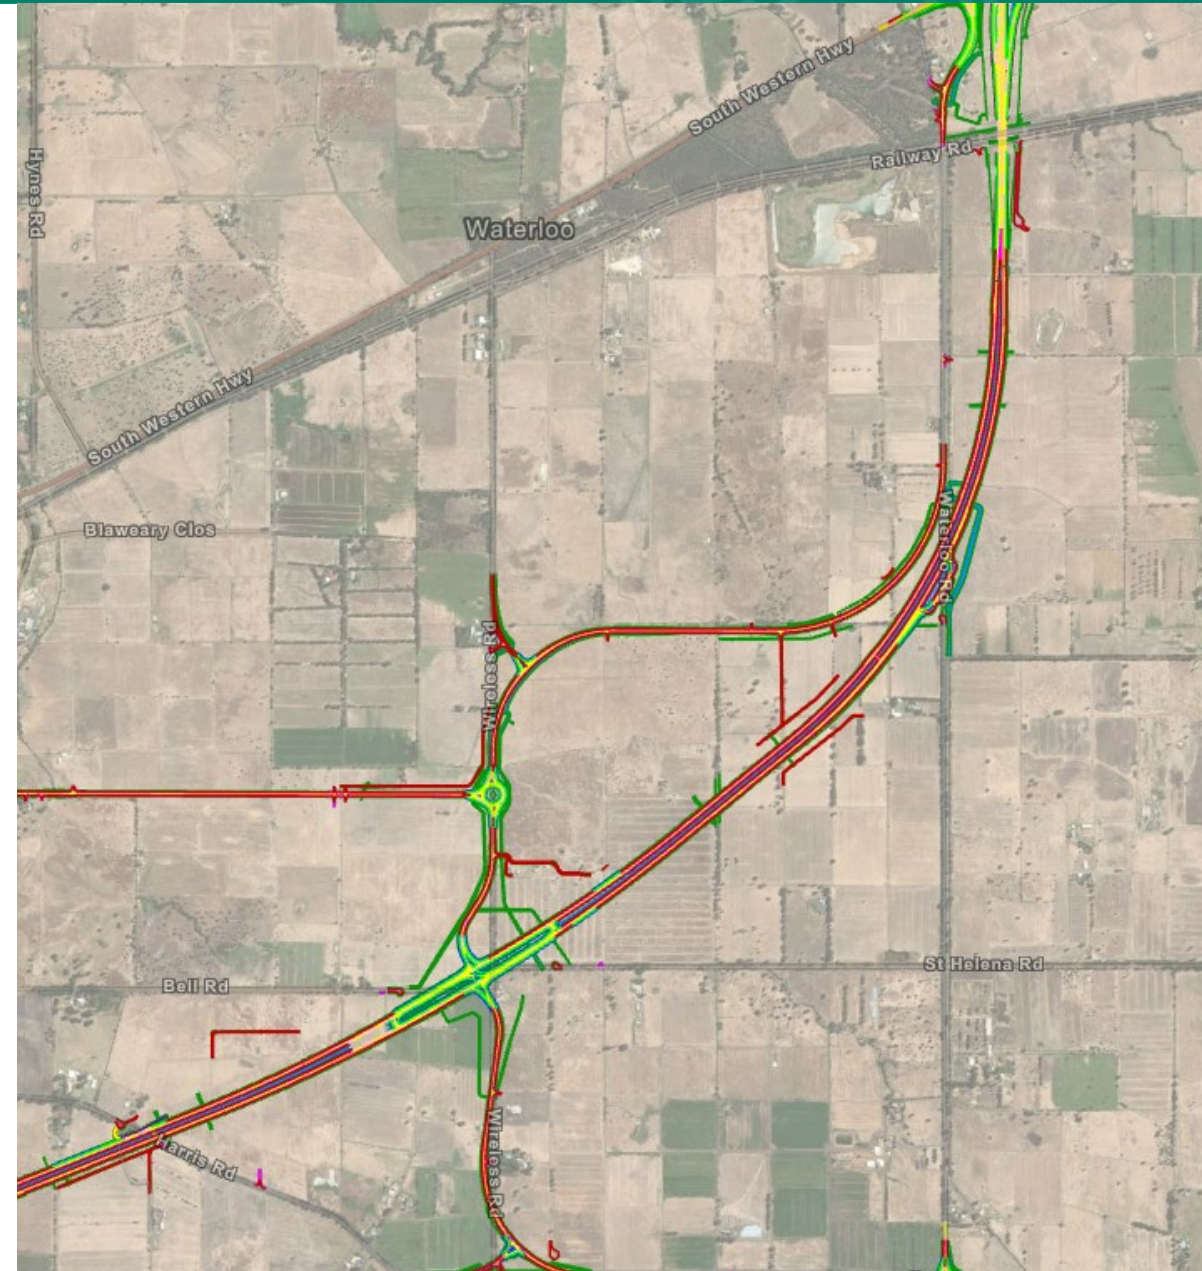 South Western Hwy
Railway Rd
Hynes Rd
Waterloo
South Western Hwy
Blaweary Clos
Waterloo Rd
Wireless Rd
St Helena Rd
Bell Rd
Harris Rd
Wireless Rd